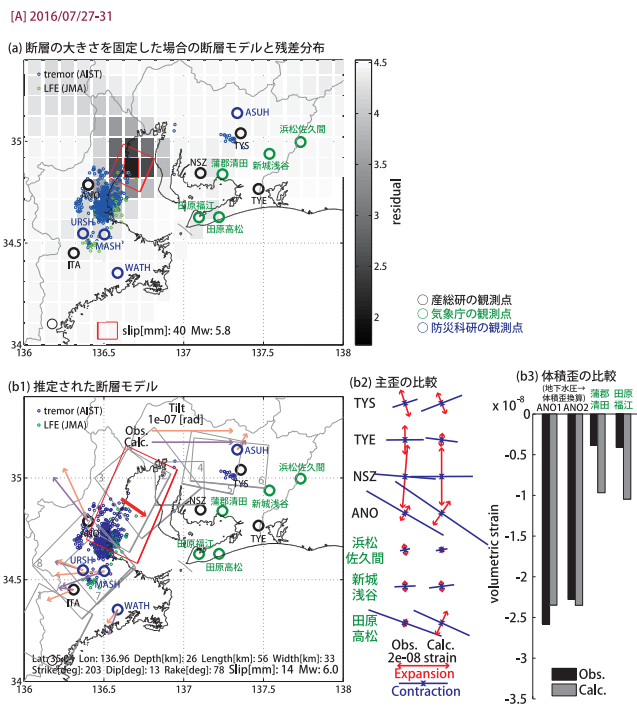 [A] 2016/07/27-31
(a) 断層の大きさを固定した場合の断層モデルと残差分布
tremor (AIST)
LFE (JMA)
ASUH
TYS
浜松佐久間
NSZ
蒲郡清田
新城浅谷
ANO
TYE
田原福江
田原高松
URSH
MASH
ITA
WATH
slip[mm]: 40 Mw: 5.8
35
34.5
34
136
136.5
137
137.5
138
4.5
4
3.5
3
2.5
2
residual
産総研の観測点
気象庁の観測点
防災科研の観測点
(b1) 推定された断層モデル
tremor (AIST)
LFE (JMA)
Tilt
1e-07 [rad]
Obs.
Calc.
ASUH
TYS
浜松佐久間
3
4
5
6
NSZ
蒲郡清田
新城浅谷
ANO
TYE
田原福江
田原高松
8
URSH
MASH
7
ITA
WATH
Lon: 136.96 Depth[km]: 26 Length[km]: 56 Width[km]: 33
Strike[deg]: 203 Dip[deg]: 13 Rake[deg]: 78 Slip[mm]: 14 Mw: 6.0
35
34.5
34
136
136.5
137
137.5
138
(b2) 主歪の比較
TYS
TYE
NSZ
ANO
浜松
佐久間
新城
浅谷
田原
高松
Obs. Calc.
2e-08 strain
Expansion
Contraction
(b3) 体積歪の比較
(地下水圧→
体積歪換算)
ANO1 ANO2
蒲郡
清田
田原
福江
x 10-8
0
-0.5
-1
-1.5
-2
-2.5
-3
-3.5
volumetric strain
Obs.
Calc.